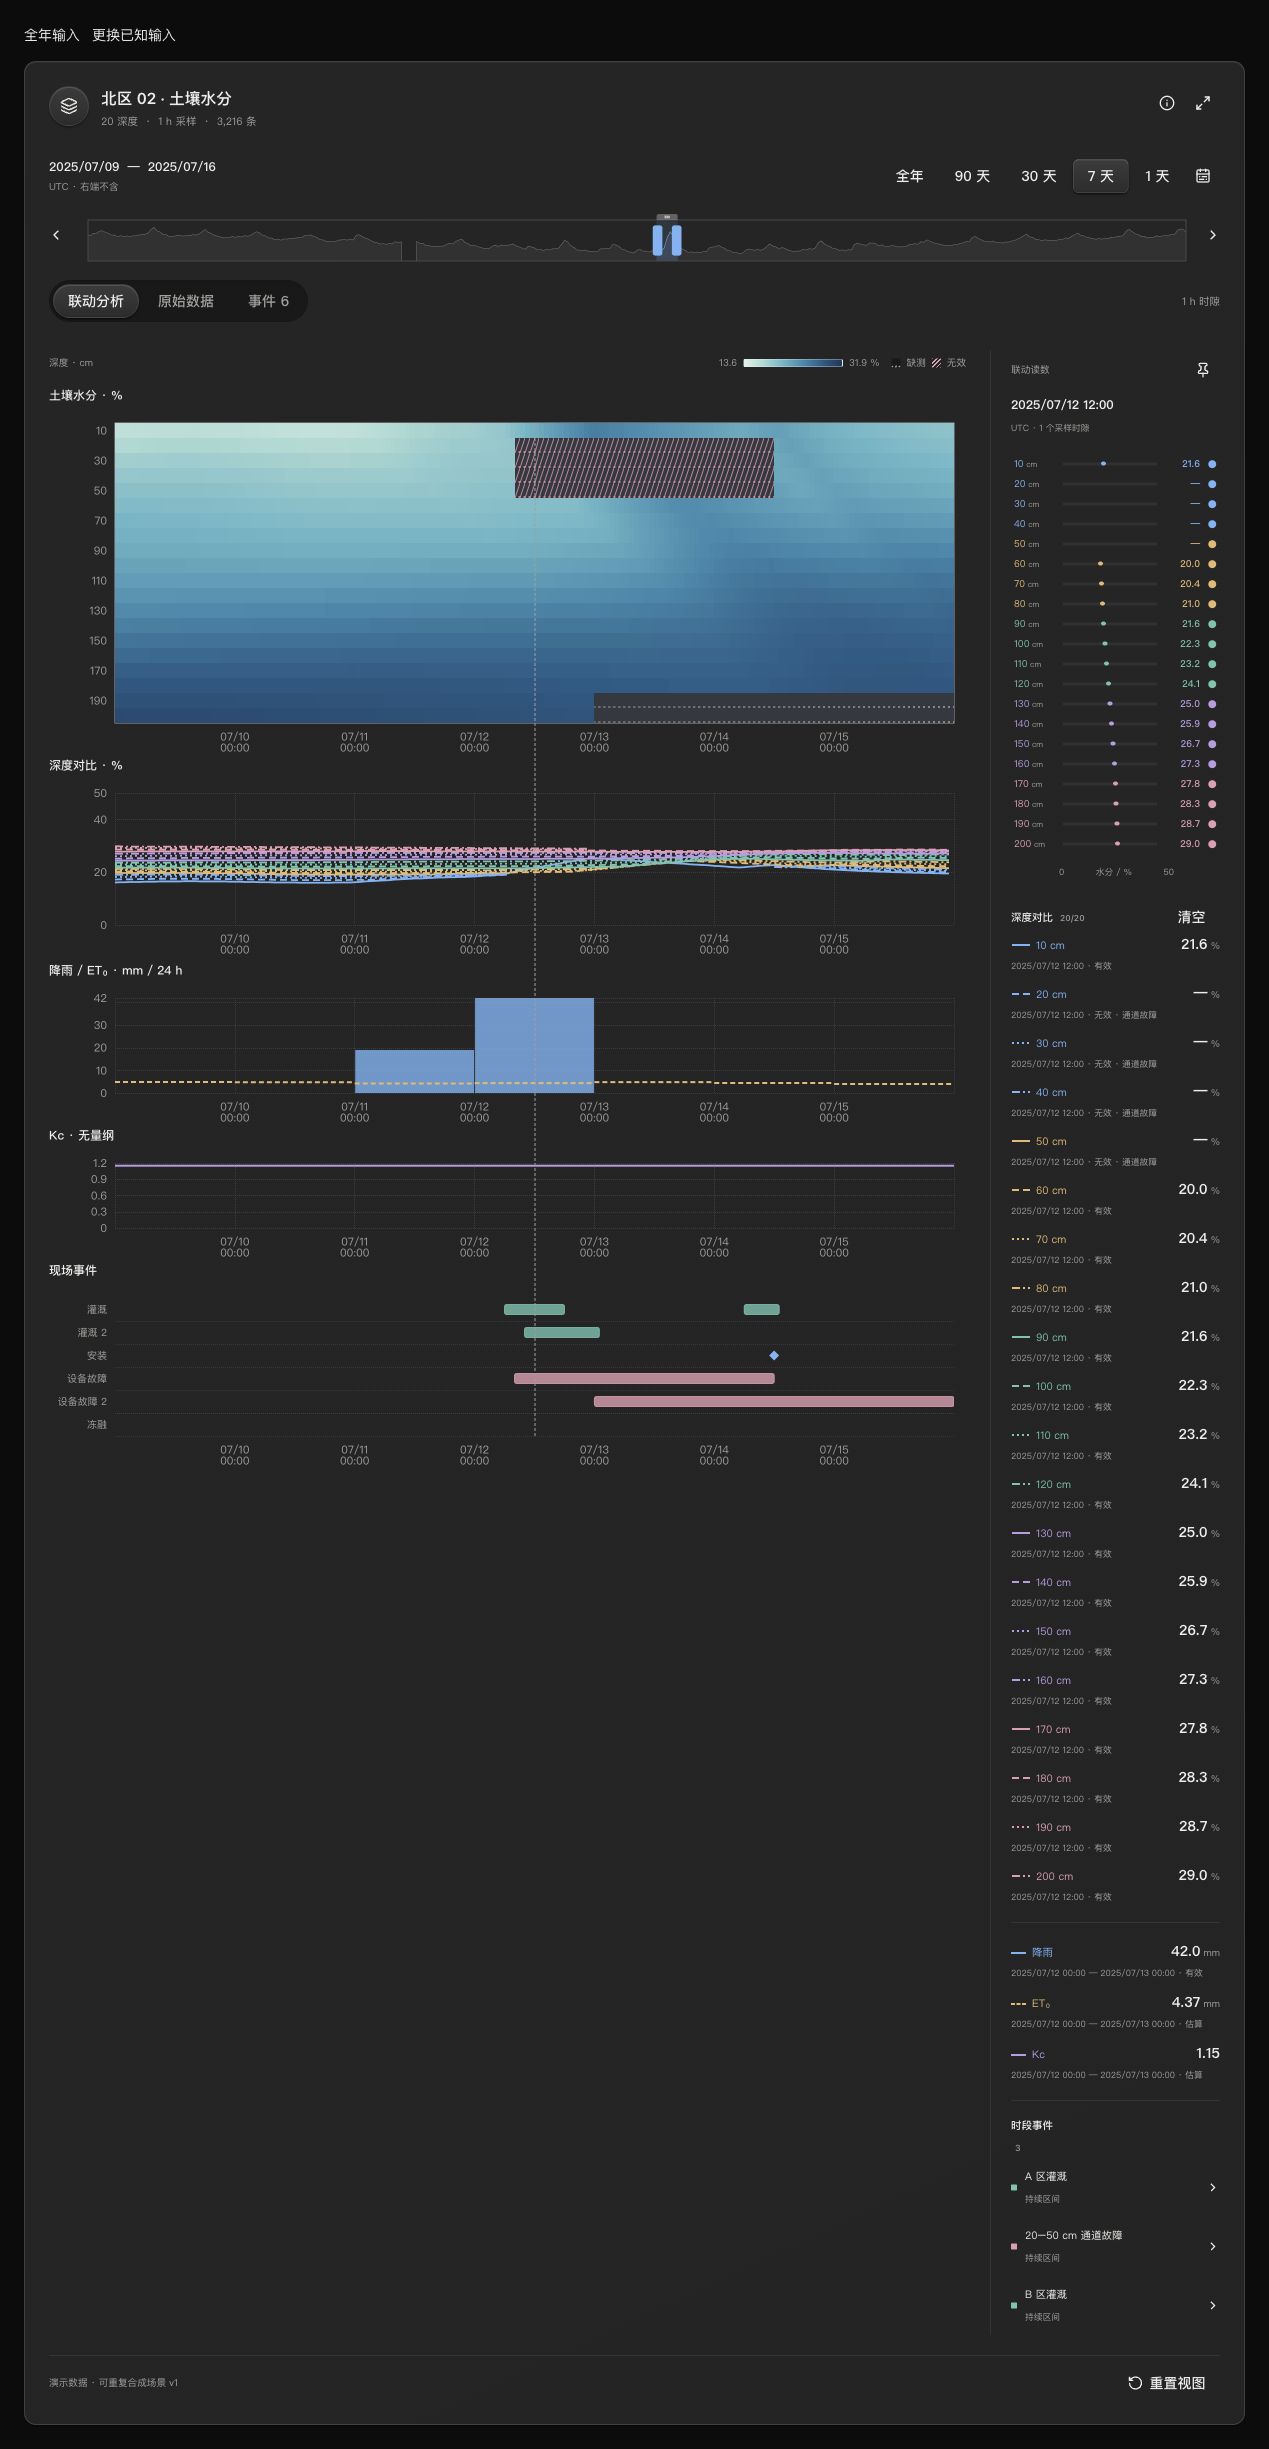 全年输入 更换已知输入
北区 02 · 土壤水分
20 深度 · 1 h 采样 · 3,216 条
2025/07/09 — 2025/07/16
UTC · 右端不含
全年 90 天 30 天 7 天 1 天
联动分析 原始数据 事件 6
1 h 时隙
深度 · cm
13.6 31.9 % 缺测 无效
土壤水分 · %
10
30
50
70
90
110
130
150
170
190
07/10 07/11 07/12 07/13 07/14 07/15
00:00 00:00 00:00 00:00 00:00 00:00
深度对比 · %
50
40
20
0
07/10 07/11 07/12 07/13 07/14 07/15
00:00 00:00 00:00 00:00 00:00 00:00
降雨 / ET₀ · mm / 24 h
42
30
20
10
0
07/10 07/11 07/12 07/13 07/14 07/15
00:00 00:00 00:00 00:00 00:00 00:00
Kc · 无量纲
1.2
0.9
0.6
0.3
0
07/10 07/11 07/12 07/13 07/14 07/15
00:00 00:00 00:00 00:00 00:00 00:00
现场事件
灌溉
灌溉 2
安装
设备故障
设备故障 2
冻融
07/10 07/11 07/12 07/13 07/14 07/15
00:00 00:00 00:00 00:00 00:00 00:00
联动读数
2025/07/12 12:00
UTC · 1 个采样时隙
10 cm 21.6
20 cm —
30 cm —
40 cm —
50 cm —
60 cm 20.0
70 cm 20.4
80 cm 21.0
90 cm 21.6
100 cm 22.3
110 cm 23.2
120 cm 24.1
130 cm 25.0
140 cm 25.9
150 cm 26.7
160 cm 27.3
170 cm 27.8
180 cm 28.3
190 cm 28.7
200 cm 29.0
0 水分 / % 50
深度对比 20/20 清空
10 cm 21.6 %
2025/07/12 12:00 · 有效
20 cm — %
2025/07/12 12:00 · 无效 · 通道故障
30 cm — %
2025/07/12 12:00 · 无效 · 通道故障
40 cm — %
2025/07/12 12:00 · 无效 · 通道故障
50 cm — %
2025/07/12 12:00 · 无效 · 通道故障
60 cm 20.0 %
2025/07/12 12:00 · 有效
70 cm 20.4 %
2025/07/12 12:00 · 有效
80 cm 21.0 %
2025/07/12 12:00 · 有效
90 cm 21.6 %
2025/07/12 12:00 · 有效
100 cm 22.3 %
2025/07/12 12:00 · 有效
110 cm 23.2 %
2025/07/12 12:00 · 有效
120 cm 24.1 %
2025/07/12 12:00 · 有效
130 cm 25.0 %
2025/07/12 12:00 · 有效
140 cm 25.9 %
2025/07/12 12:00 · 有效
150 cm 26.7 %
2025/07/12 12:00 · 有效
160 cm 27.3 %
2025/07/12 12:00 · 有效
170 cm 27.8 %
2025/07/12 12:00 · 有效
180 cm 28.3 %
2025/07/12 12:00 · 有效
190 cm 28.7 %
2025/07/12 12:00 · 有效
200 cm 29.0 %
2025/07/12 12:00 · 有效
降雨 42.0 mm
2025/07/12 00:00 — 2025/07/13 00:00 · 有效
ET₀ 4.37 mm
2025/07/12 00:00 — 2025/07/13 00:00 · 估算
Kc 1.15
2025/07/12 00:00 — 2025/07/13 00:00 · 估算
时段事件
3
A 区灌溉
持续区间
20–50 cm 通道故障
持续区间
B 区灌溉
持续区间
演示数据 · 可重复合成场景 v1
重置视图